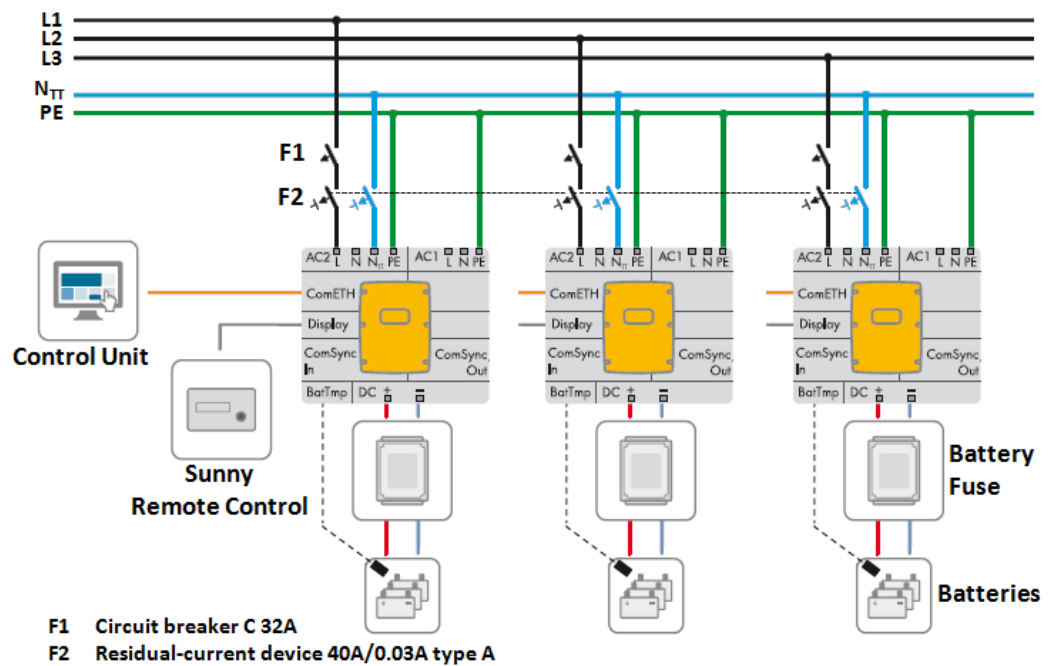 L1
L2
L3
NTT
PE
F1
F2
AC2 L N NTT PE AC1 L N PE
AC2 L N NTT PE AC1 L N PE
AC2 L N NTT PE AC1 L N PE
ComETH
ComETH
ComETH
Display
Display
Display
ComSync In
ComSync Out
ComSync In
ComSync Out
ComSync In
ComSync Out
BatTmp DC + −
BatTmp DC + −
BatTmp DC + −
Control Unit
Sunny
Remote Control
Battery
Fuse
Batteries
F1 Circuit breaker C 32A
F2 Residual-current device 40A/0.03A type A